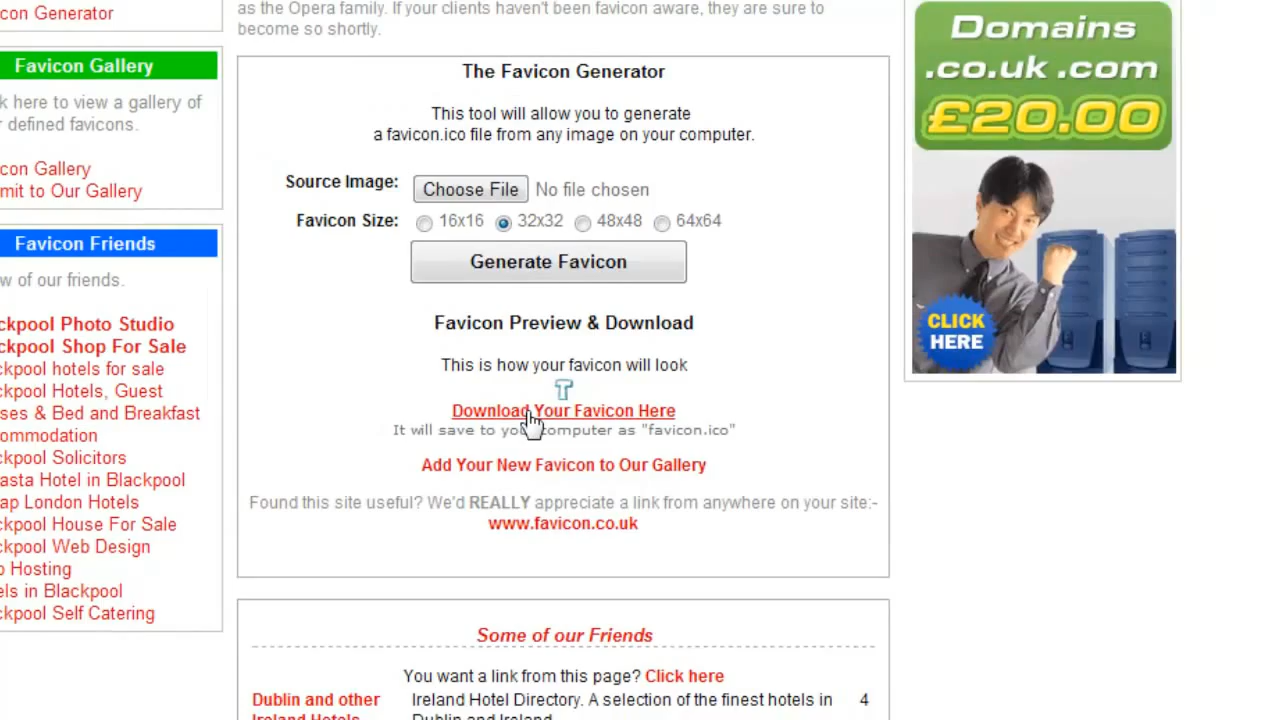 con Generator
Favicon Gallery
k here to view a gallery of
r defined favicons.
con Gallery
mit to Our Gallery
Favicon Friends
w of our friends.
ckpool Photo Studio
ckpool Shop For Sale
ckpool hotels for sale
ckpool Hotels, Guest
ses & Bed and Breakfast
ommodation
ckpool Solicitors
asta Hotel in Blackpool
ap London Hotels
ckpool House For Sale
ckpool Web Design
Hosting
els in Blackpool
ckpool Self Catering
as the Opera family. If your clients haven't been favicon aware, they are sure to
become so shortly.
The Favicon Generator
This tool will allow you to generate
a favicon.ico file from any image on your computer.
Source Image: Choose File No file chosen
Favicon Size: 16x16 32x32 48x48 64x64
Generate Favicon
Favicon Preview & Download
This is how your favicon will look
T
Download Your Favicon Here
It will save to your computer as "favicon.ico"
Add Your New Favicon to Our Gallery
Found this site useful? We'd REALLY appreciate a link from anywhere on your site:-
www.favicon.co.uk
Some of our Friends
You want a link from this page? Click here
Dublin and other Ireland Hotel Directory. A selection of the finest hotels in 4
Ireland Hotels Dublin and Ireland
Domains
.co.uk .com
£20.00
CLICK
HERE